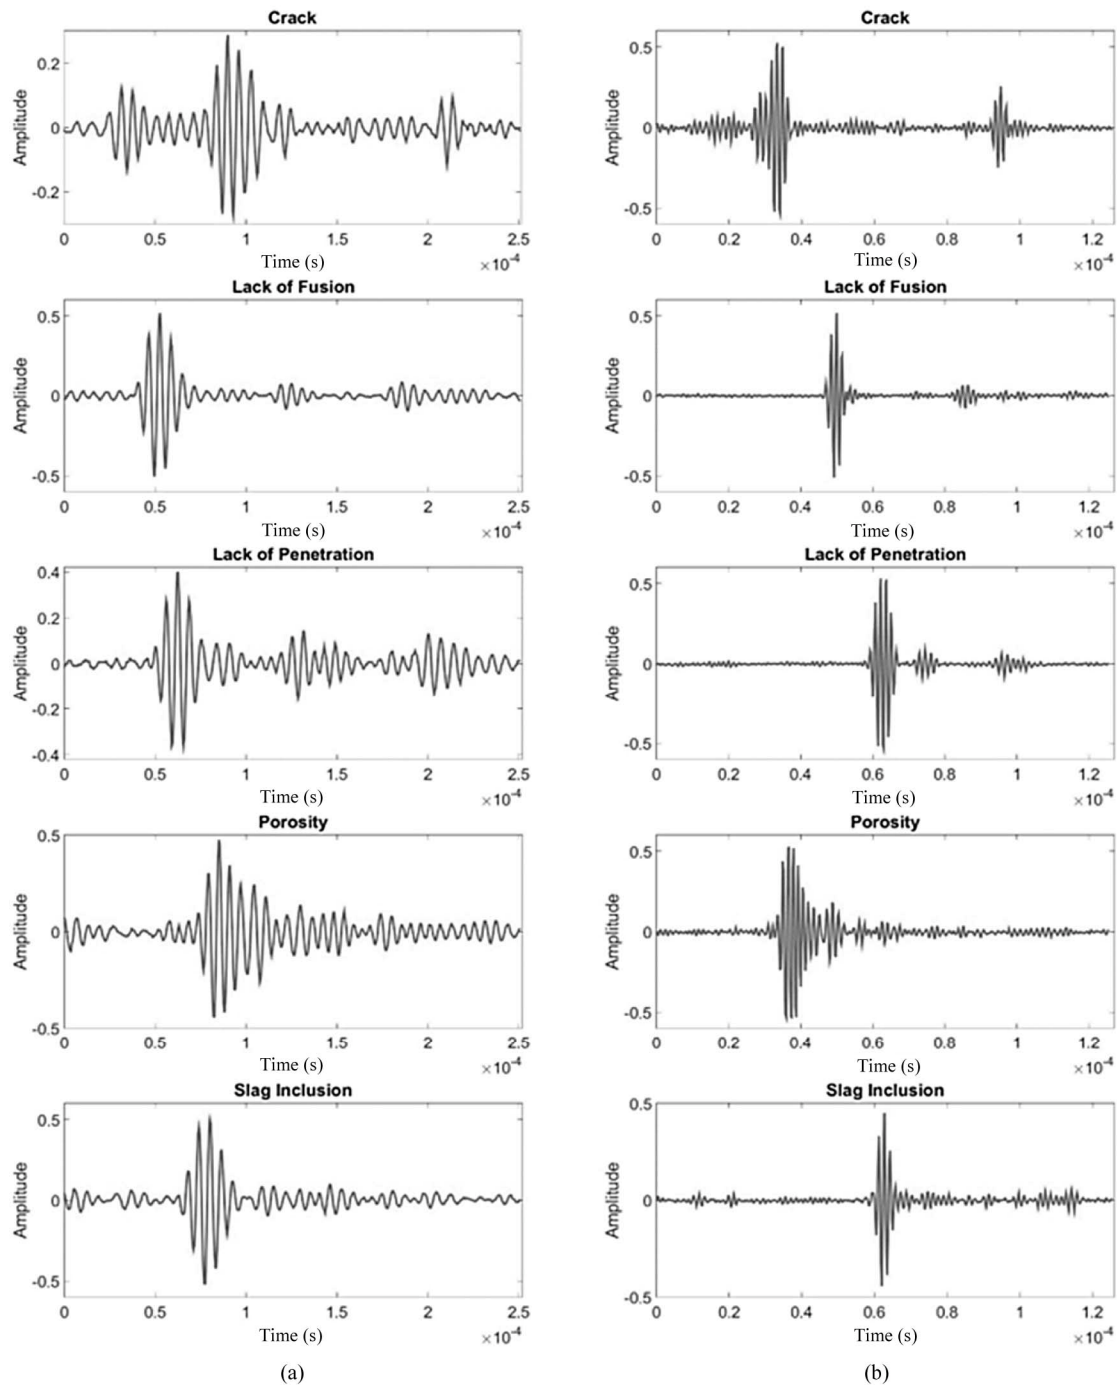 Crack
Amplitude
0.2
0
-0.2
0 0.5 1 1.5 2 2.5
Time (s)
×10-4
Lack of Fusion
Amplitude
0.5
0
-0.5
0 0.5 1 1.5 2 2.5
Time (s)
×10-4
Lack of Penetration
Amplitude
0.4
0.2
0
-0.2
-0.4
0 0.5 1 1.5 2 2.5
Time (s)
×10-4
Porosity
Amplitude
0.5
0
-0.5
0 0.5 1 1.5 2 2.5
Time (s)
×10-4
Slag Inclusion
Amplitude
0.5
0
-0.5
0 0.5 1 1.5 2 2.5
Time (s)
×10-4
(a)
Crack
Amplitude
0.5
0
-0.5
0 0.2 0.4 0.6 0.8 1 1.2
Time (s)
×10-4
Lack of Fusion
Amplitude
0.5
0
-0.5
0 0.2 0.4 0.6 0.8 1 1.2
Time (s)
×10-4
Lack of Penetration
Amplitude
0.5
0
-0.5
0 0.2 0.4 0.6 0.8 1 1.2
Time (s)
×10-4
Porosity
Amplitude
0.5
0
-0.5
0 0.2 0.4 0.6 0.8 1 1.2
Time (s)
×10-4
Slag Inclusion
Amplitude
0.5
0
-0.5
0 0.2 0.4 0.6 0.8 1 1.2
Time (s)
×10-4
(b)